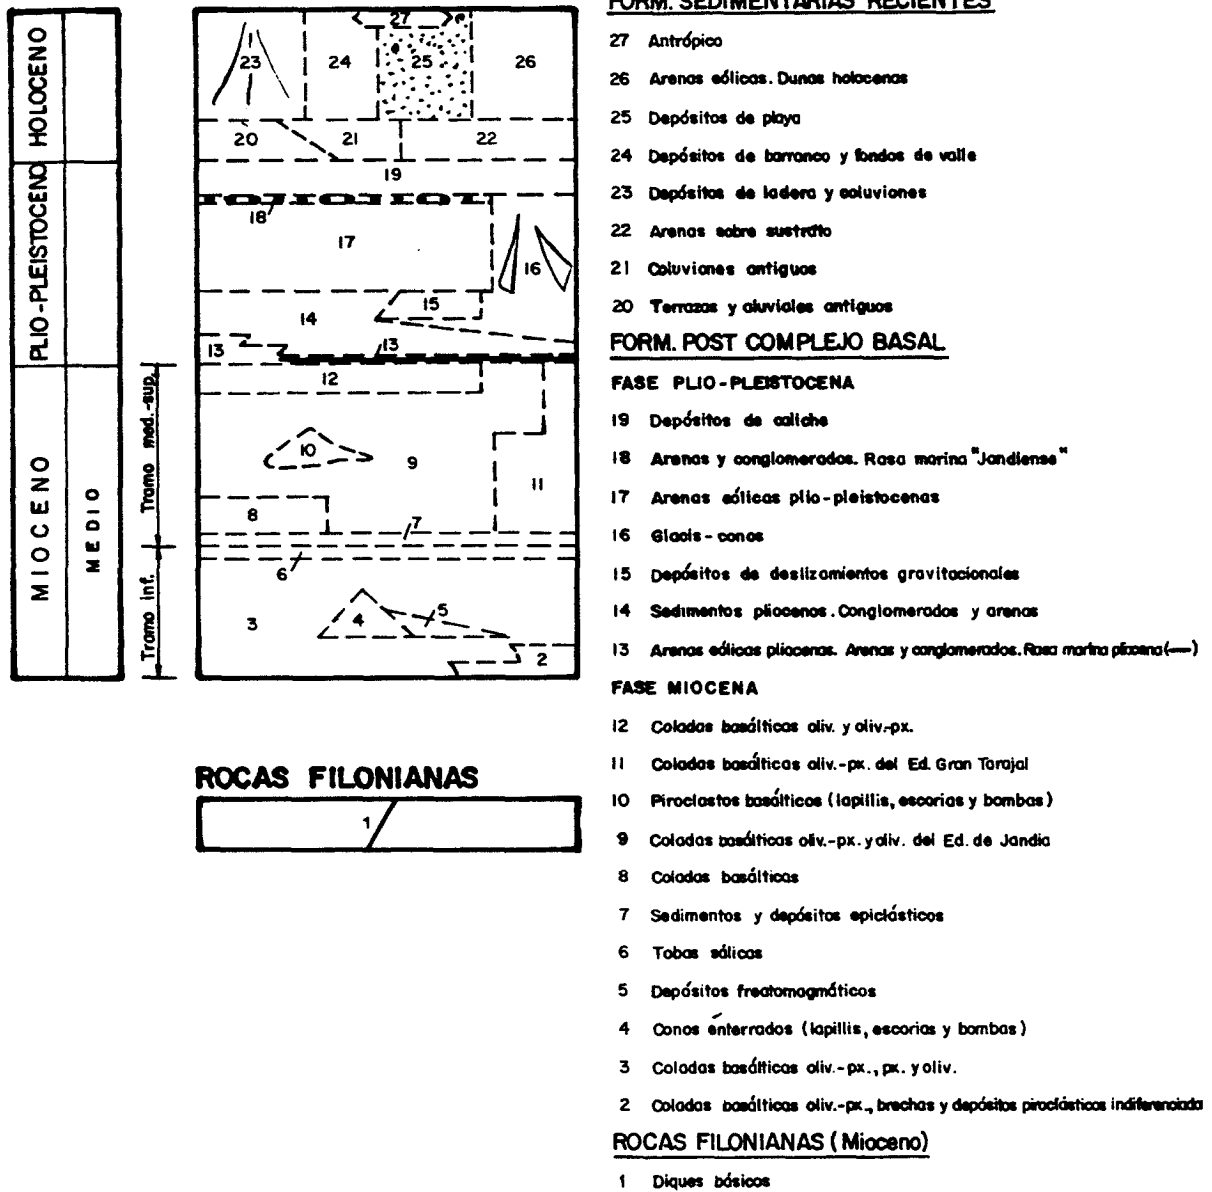 HOLOCENO
PLIO-PLEISTOCENO
MIOCENO
MEDIO
Tramo med.-sup.
Tramo inf.
27
23
24
25
26
20
21
22
19
18
17
16
15
14
13
13
12
10
9
11
8
7
6
5
3
4
2
ROCAS FILONIANAS
1
FORM. SEDIMENTARIAS RECIENTES
27 Antrópico
26 Arenas eólicas. Dunas holocenas
25 Depósitos de playa
24 Depósitos de barranco y fondos de valle
23 Depósitos de ladera y coluviones
22 Arenas sobre sustrato
21 Coluviones antiguos
20 Terrazas y aluviales antiguos
FORM. POST COMPLEJO BASAL
FASE PLIO-PLEISTOCENA
19 Depósitos de caliche
18 Arenas y conglomerados. Rasa marina "Jandiense"
17 Arenas eólicas plio-pleistocenas
16 Glacis-conos
15 Depósitos de deslizamientos gravitacionales
14 Sedimentos pliocenos. Conglomerados y arenas
13 Arenas eólicas pliocenas. Arenas y conglomerados. Rasa marina pliocena (—)
FASE MIOCENA
12 Coladas basálticas oliv. y oliv.-px.
11 Coladas basálticas oliv.-px. del Ed. Gran Tarajal
10 Piroclastos basálticos (lapillis, escorias y bombas)
9 Coladas basálticas oliv.-px. y oliv. del Ed. de Jandia
8 Coladas basálticas
7 Sedimentos y depósitos epiclásticos
6 Tobas sálicas
5 Depósitos freatomagmáticos
4 Conos enterrados (lapillis, escorias y bombas)
3 Coladas basálticas oliv.-px., px. y oliv.
2 Coladas basálticas oliv.-px., brechas y depósitos piroclásticos indiferenciada
ROCAS FILONIANAS (Mioceno)
1 Diques básicos